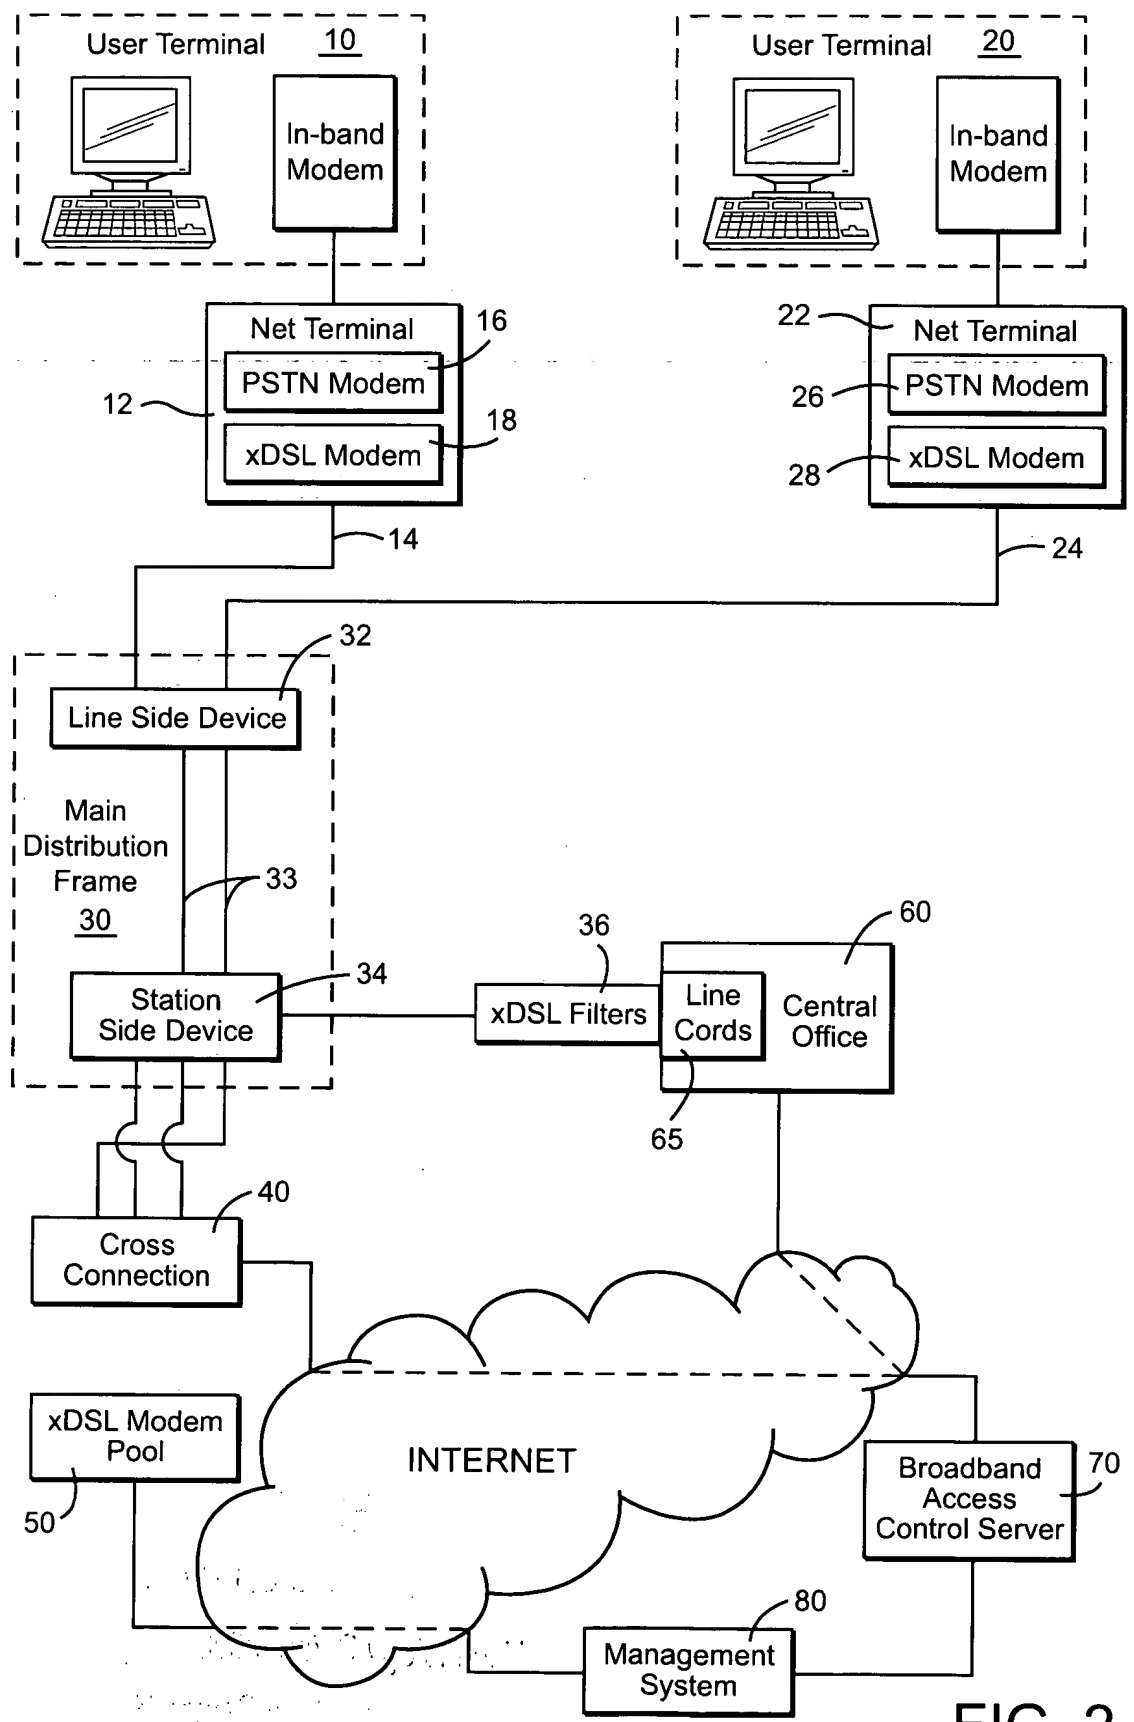 User Terminal 10
In-band
Modem
User Terminal 20
In-band
Modem
Net Terminal
16
PSTN Modem
12
18
xDSL Modem
14
22
Net Terminal
26
PSTN Modem
28
xDSL Modem
24
32
Line Side Device
Main
Distribution
Frame
30
33
34
Station
Side Device
36
xDSL Filters
60
Line
Cords
Central
Office
65
40
Cross
Connection
xDSL Modem
Pool
50
INTERNET
Broadband
Access
Control Server
70
80
Management
System
FIG. 2